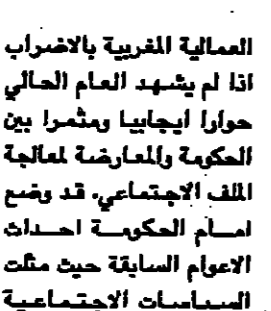 العمالية المغربية بالاضراب
اذا لم يشهد العام الحالي
حوارا ايجابيا ومثمرا بين
الحكومة والمعارضة لمعالجة
الملف الاجتماعي. قد وضع
امام الحكومة احداث
الاعوام السابقة حيث مثلت
السياسات الاجتماعية